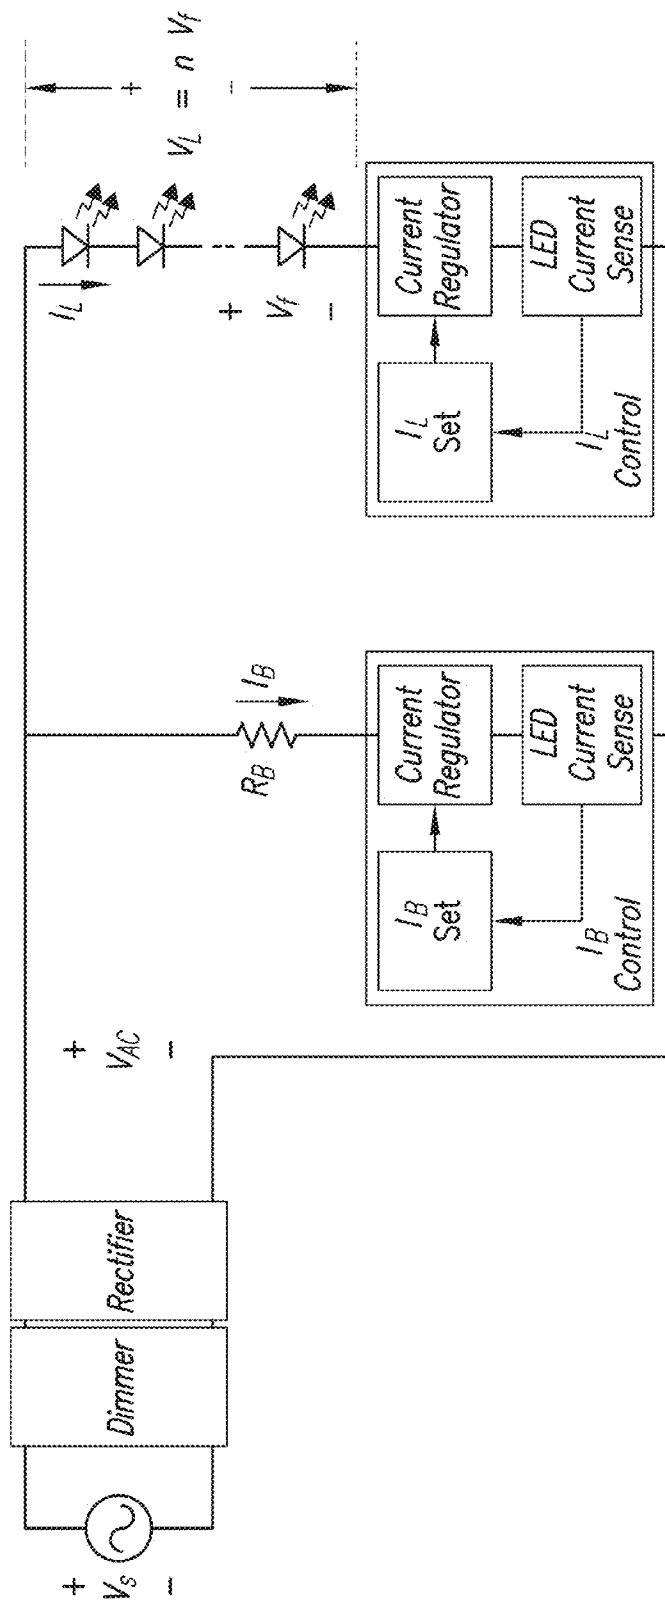 +
V_S
−
Dimmer
Rectifier
+
V_AC
−
R_B
I_B
I_B
Set
Current
Regulator
LED
Current
Sense
I_B
Control
I_L
+
V_f
−
+
V_L = n V_f
−
I_L
Set
Current
Regulator
LED
Current
Sense
I_L
Control